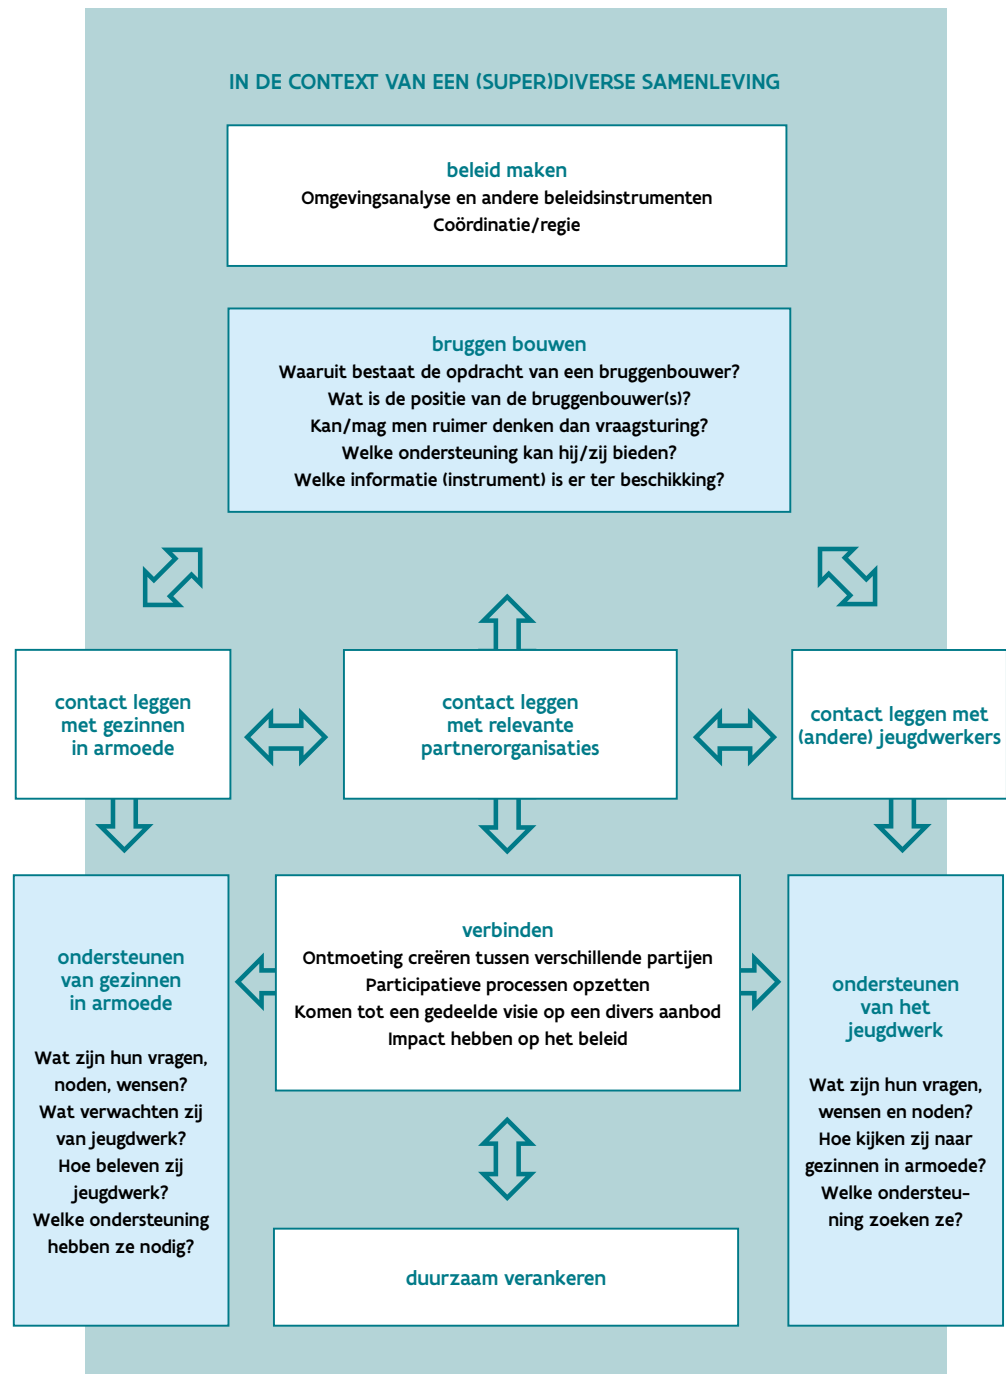 IN DE CONTEXT VAN EEN (SUPER)DIVERSE SAMENLEVING
beleid maken
Omgevingsanalyse en andere beleidsinstrumenten
Coördinatie/regie
bruggen bouwen
Waaruit bestaat de opdracht van een bruggenbouwer?
Wat is de positie van de bruggenbouwer(s)?
Kan/mag men ruimer denken dan vraagsturing?
Welke ondersteuning kan hij/zij bieden?
Welke informatie (instrument) is er ter beschikking?
contact leggen
met gezinnen
in armoede
contact leggen
met relevante
partnerorganisaties
contact leggen met
(andere) jeugdwerkers
ondersteunen
van gezinnen
in armoede
Wat zijn hun vragen,
noden, wensen?
Wat verwachten zij
van jeugdwerk?
Hoe beleven zij
jeugdwerk?
Welke ondersteuning
hebben ze nodig?
verbinden
Ontmoeting creëren tussen verschillende partijen
Participatieve processen opzetten
Komen tot een gedeelde visie op een divers aanbod
Impact hebben op het beleid
ondersteunen
van het
jeugdwerk
Wat zijn hun vragen,
wensen en noden?
Hoe kijken zij naar
gezinnen in armoede?
Welke ondersteu-
ning zoeken ze?
duurzaam verankeren